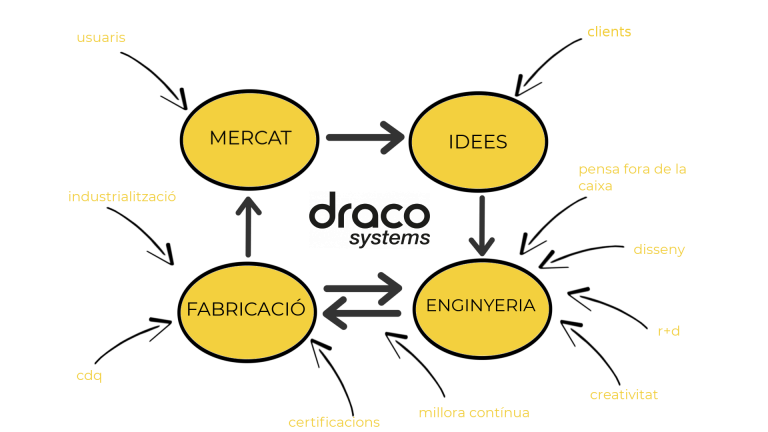 usuaris
clients
MERCAT
IDEES
pensa fora de la
caixa
industrialització
draco
systems
disseny
FABRICACIÓ
ENGINYERIA
r+d
cdq
creativitat
certificacions
millora contínua